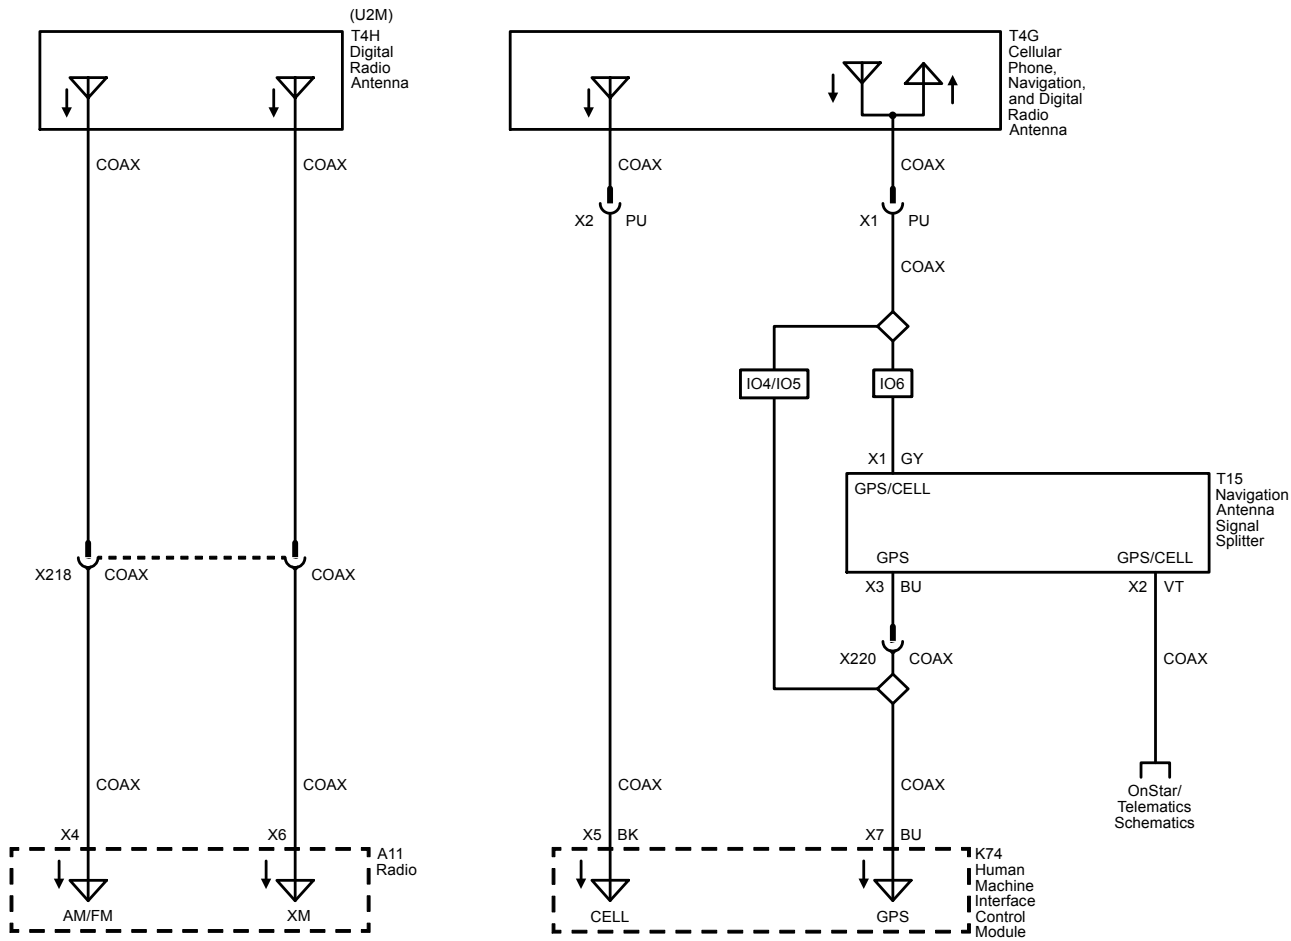 (U2M)
T4H
Digital
Radio
Antenna
T4G
Cellular
Phone,
Navigation,
and Digital
Radio
Antenna
COAX
COAX
COAX
COAX
X2 PU
X1 PU
COAX
IO4/IO5
IO6
X1 GY
GPS/CELL
T15
Navigation
Antenna
Signal
Splitter
GPS
GPS/CELL
X218 COAX
COAX
X3 BU
X2 VT
X220 COAX
COAX
COAX
COAX
COAX
COAX
OnStar/
Telematics
Schematics
X4
X6
X5 BK
X7 BU
A11
Radio
K74
Human
Machine
Interface
Control
Module
AM/FM
XM
CELL
GPS